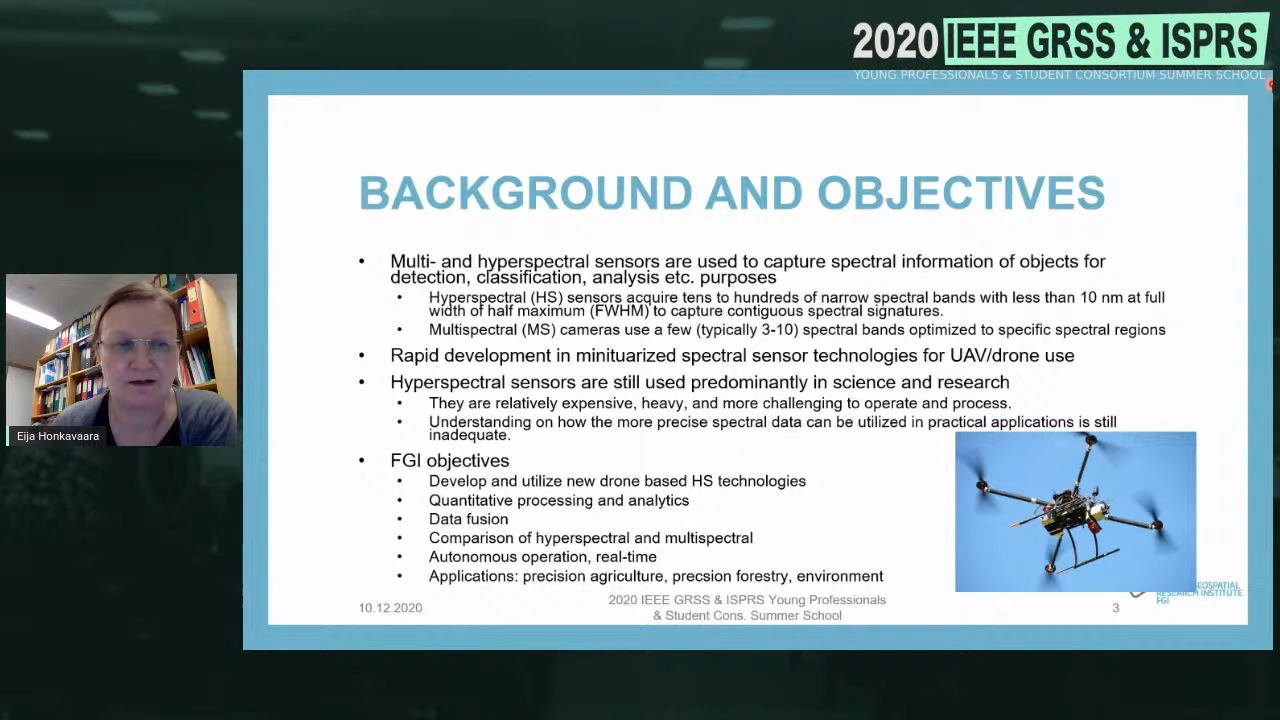 2020 IEEE GRSS & ISPRS
YOUNG PROFESSIONALS & STUDENT CONSORTIUM SUMMER SCHOOL
BACKGROUND AND OBJECTIVES
• Multi- and hyperspectral sensors are used to capture spectral information of objects for
detection, classification, analysis etc. purposes
• Hyperspectral (HS) sensors acquire tens to hundreds of narrow spectral bands with less than 10 nm at full
width of half maximum (FWHM) to capture contiguous spectral signatures.
• Multispectral (MS) cameras use a few (typically 3-10) spectral bands optimized to specific spectral regions
• Rapid development in minituarized spectral sensor technologies for UAV/drone use
• Hyperspectral sensors are still used predominantly in science and research
• They are relatively expensive, heavy, and more challenging to operate and process.
• Understanding on how the more precise spectral data can be utilized in practical applications is still
inadequate.
• FGI objectives
• Develop and utilize new drone based HS technologies
• Quantitative processing and analytics
• Data fusion
• Comparison of hyperspectral and multispectral
• Autonomous operation, real-time
• Applications: precision agriculture, precsion forestry, environment
Eija Honkavaara
10.12.2020
2020 IEEE GRSS & ISPRS Young Professionals
& Student Cons. Summer School
3
EOSPATIAL
RESEARCH INSTITUTE
FGI